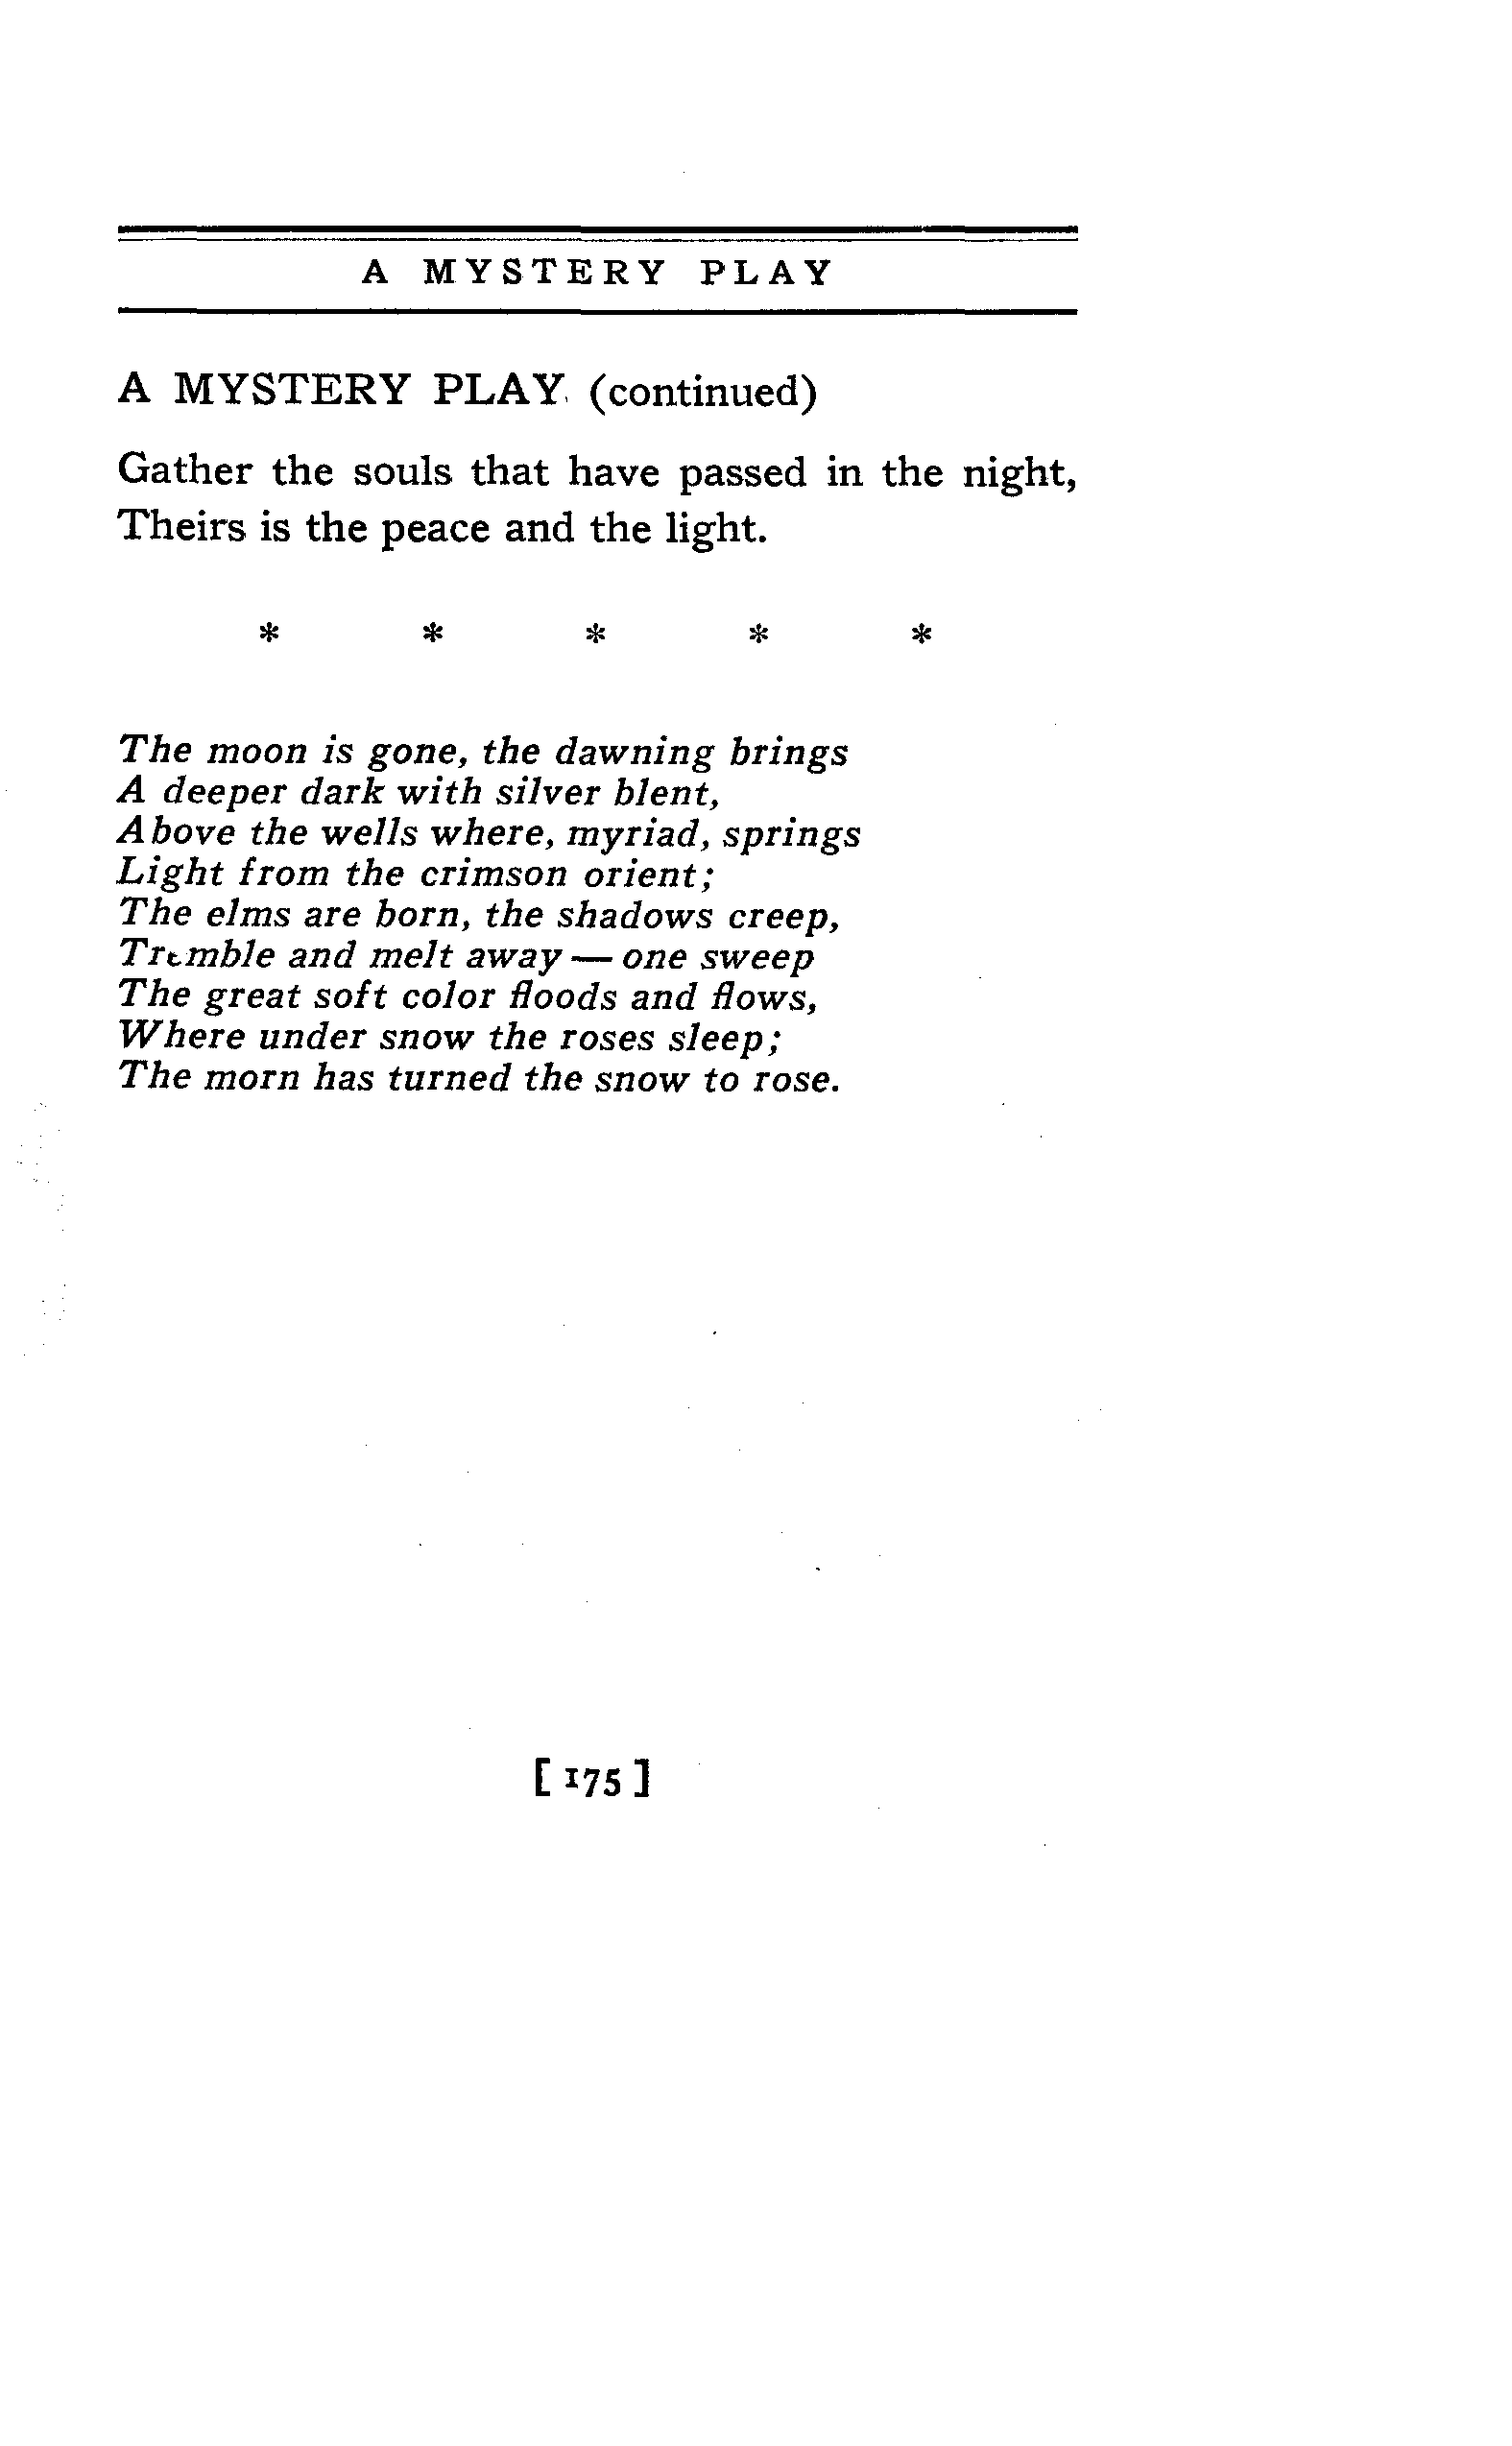 A MYSTERY PLAY
A MYSTERY PLAY (continued)
Gather the souls that have passed in the night,
Theirs is the peace and the light.
* * * * *
The moon is gone, the dawning brings
A deeper dark with silver blent,
Above the wells where, myriad, springs
Light from the crimson orient;
The elms are born, the shadows creep,
Tremble and melt away — one sweep
The great soft color floods and flows,
Where under snow the roses sleep;
The morn has turned the snow to rose.
[ 175 ]